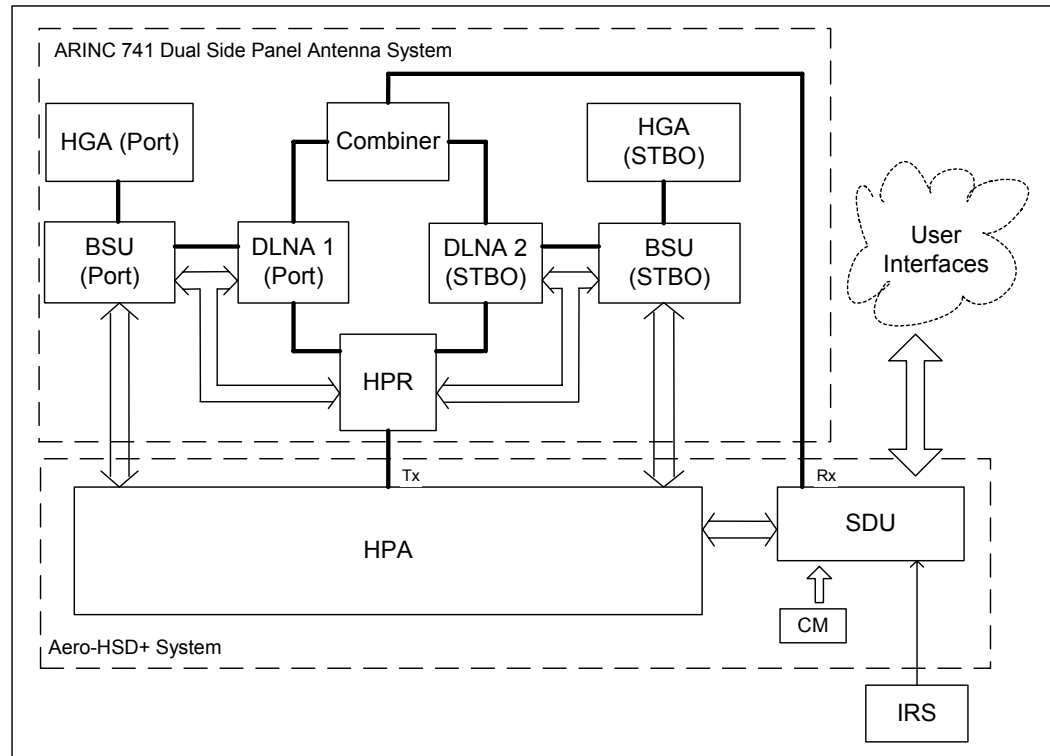 ARINC 741 Dual Side Panel Antenna System
HGA (Port)
Combiner
HGA
(STBO)
BSU
(Port)
DLNA 1
(Port)
DLNA 2
(STBO)
BSU
(STBO)
User
Interfaces
HPR
Tx
Rx
HPA
SDU
CM
Aero-HSD+ System
IRS